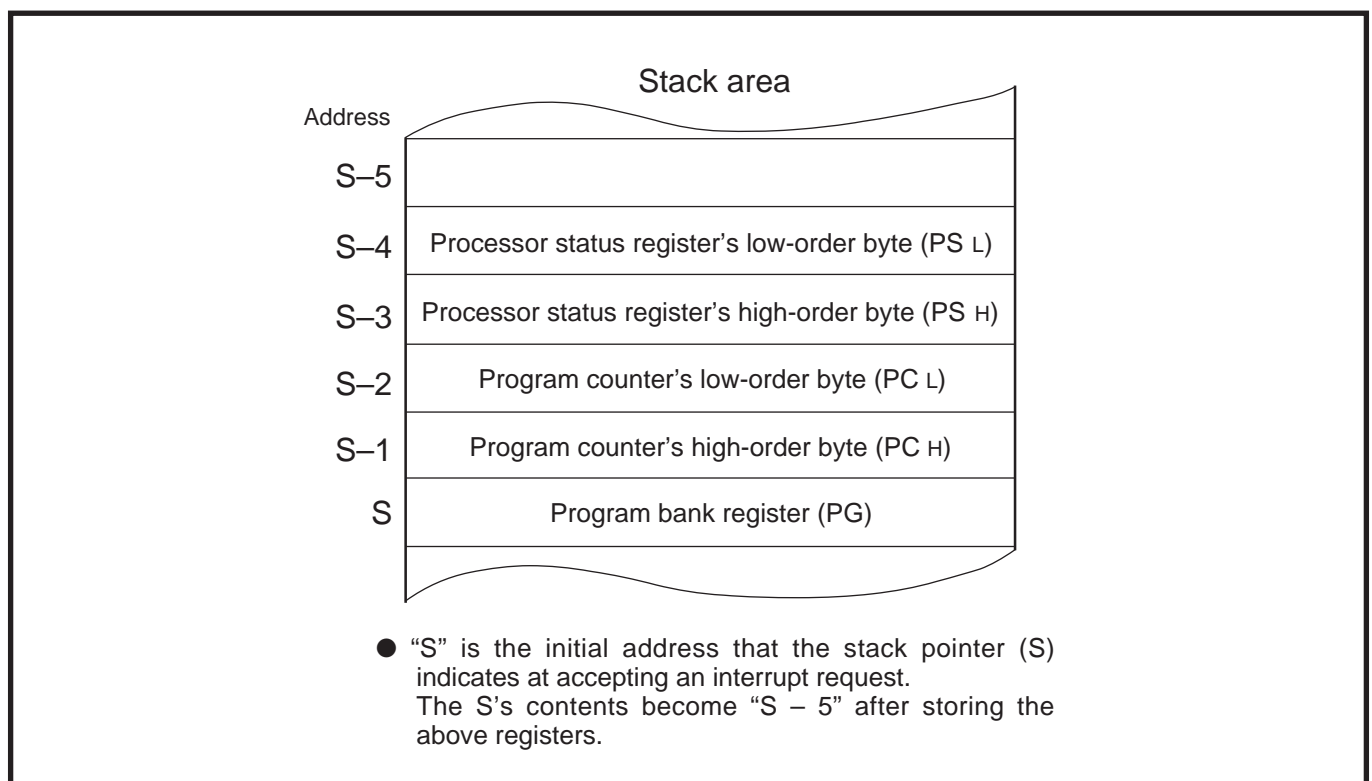 Stack area
Address
S–5
S–4 Processor status register’s low-order byte (PS L)
S–3 Processor status register’s high-order byte (PS H)
S–2 Program counter’s low-order byte (PC L)
S–1 Program counter’s high-order byte (PC H)
S Program bank register (PG)
● “S” is the initial address that the stack pointer (S)
indicates at accepting an interrupt request.
The S’s contents become “S – 5” after storing the
above registers.